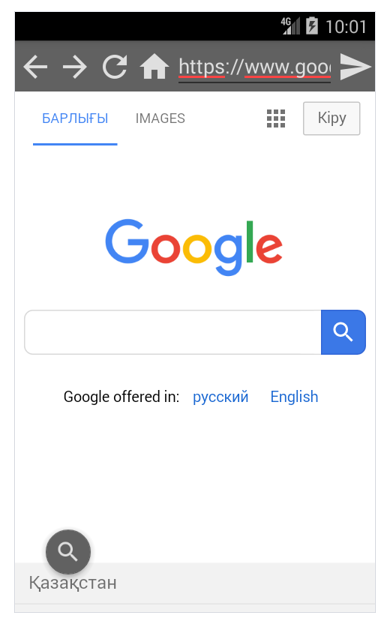 4G 10:01
https://www.goo
БАРЛЫҒЫ IMAGES Кіру
Google
Google offered in: русский English
Қазақстан